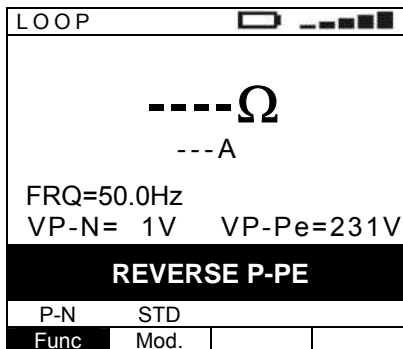 LOOP
----Ω
---A
FRQ=50.0Hz
VP-N= 1V VP-Pe=231V
REVERSE P-PE
P-N STD
Func Mod.